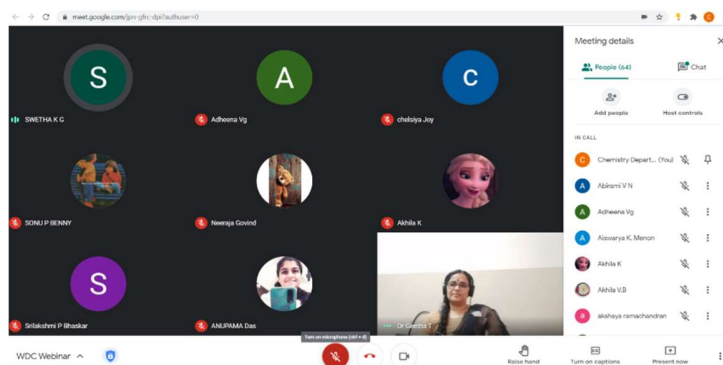 meet.google.com/jpn-gfrc-dpi?authuser=0
Meeting details
People (64)
Chat
Add people
Host controls
IN CALL
S
SWETHA K G
A
Adheena Vg
C
chelsiya Joy
SONU P BENNY
Neeraja Govind
Akhila K
S
Srilakshmi P Bhaskar
ANUPAMA Das
Dr Geetha T
C
Chemistry Depart... (You)
A
Abirami V N
A
Adheena Vg
A
Aiswarya K. Menon
Akhila K
Akhila V.B
a
akshaya ramachandran
Turn on microphone (ctrl + d)
WDC Webinar
Raise hand
Turn on captions
Present now